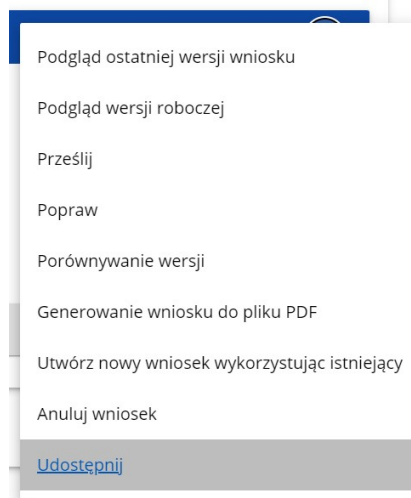 Podgląd ostatniej wersji wniosku
Podgląd wersji roboczej
Prześlij
Popraw
Porównywanie wersji
Generowanie wniosku do pliku PDF
Utwórz nowy wniosek wykorzystując istniejący
Anuluj wniosek
Udostępnij